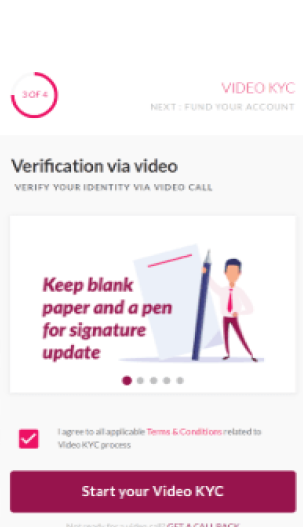 3 OF 4
VIDEO KYC
NEXT : FUND YOUR ACCOUNT
Verification via video
VERIFY YOUR IDENTITY VIA VIDEO CALL
Keep blank
paper and a pen
for signature
update
I agree to all applicable Terms & Conditions related to
Video KYC process
Start your Video KYC
Not ready for a video call? GET A CALL BACK